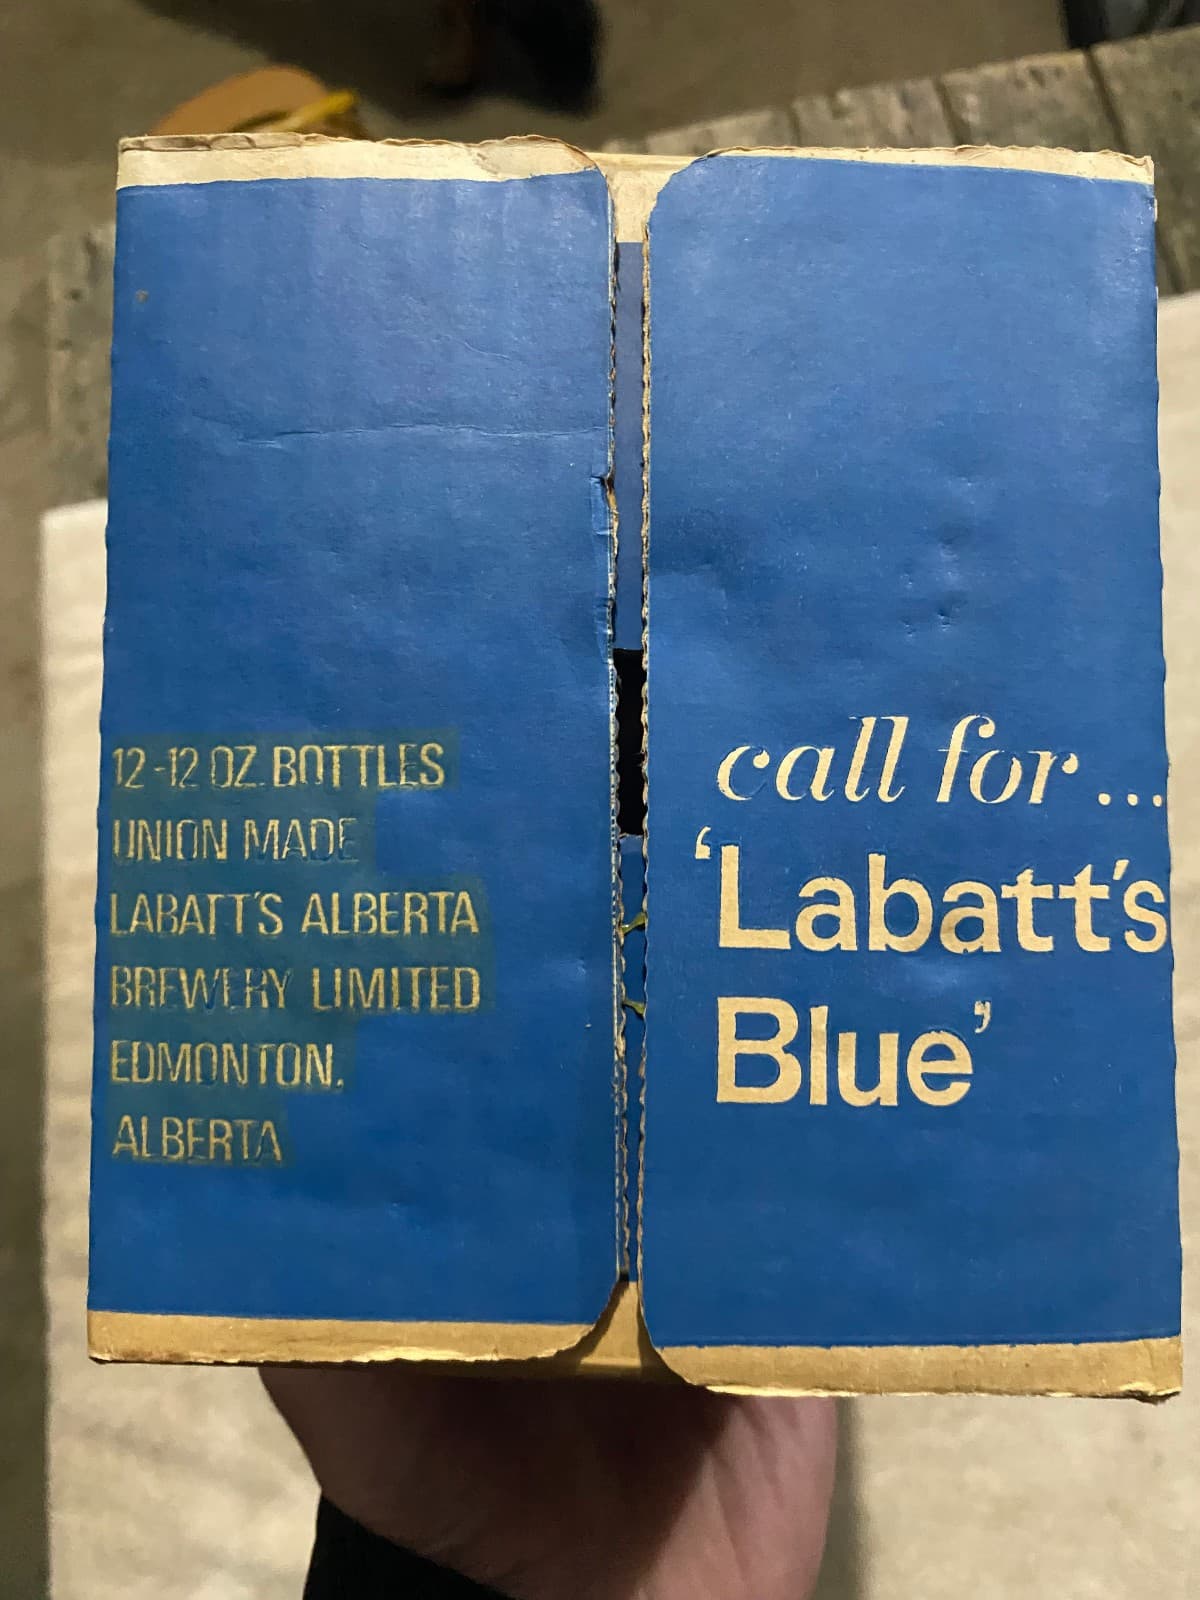 12-12 OZ. BOTTLES
UNION MADE
LABATT'S ALBERTA
BREWERY LIMITED
EDMONTON,
ALBERTA
call for ...
‘Labatt's
Blue’